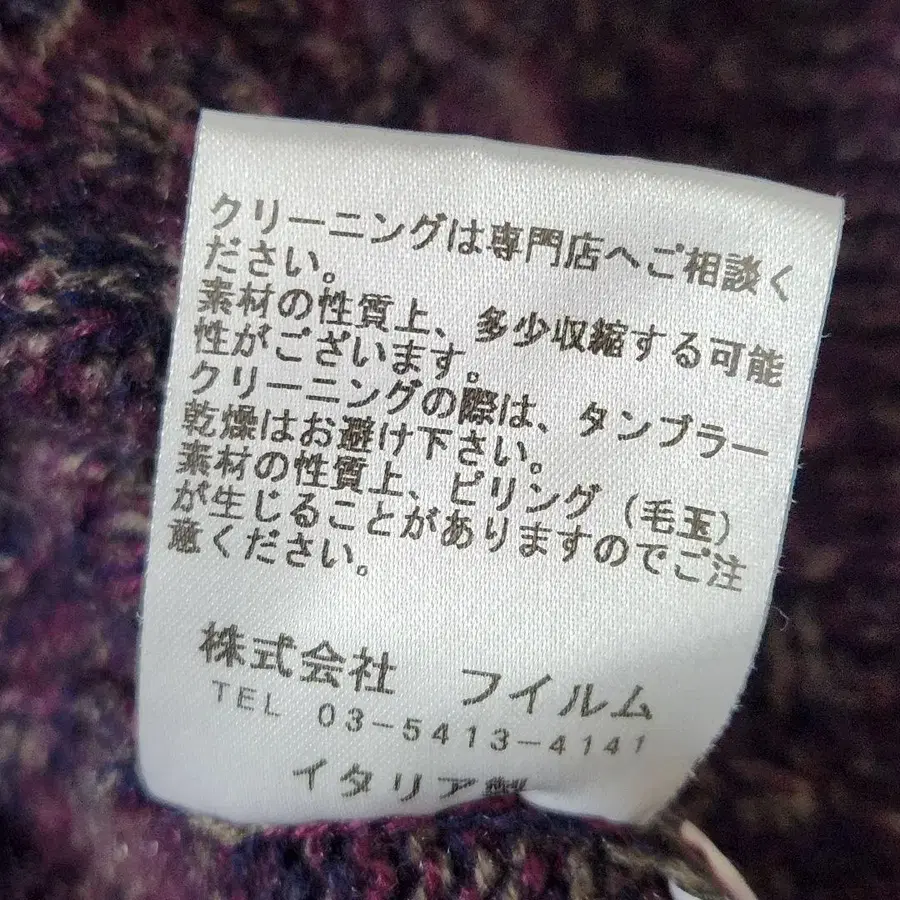 クリーニングは専門店へご相談く
ださい。
素材の性質上、多少収縮する可能
性がございます。
クリーニングの際は、タンブラー
乾燥はお避け下さい。
素材の性質上、ピリング(毛玉)
が生じることがありますのでご注
意ください。
株式会社 フイルム
TEL 03-5413-4141
イタリア製